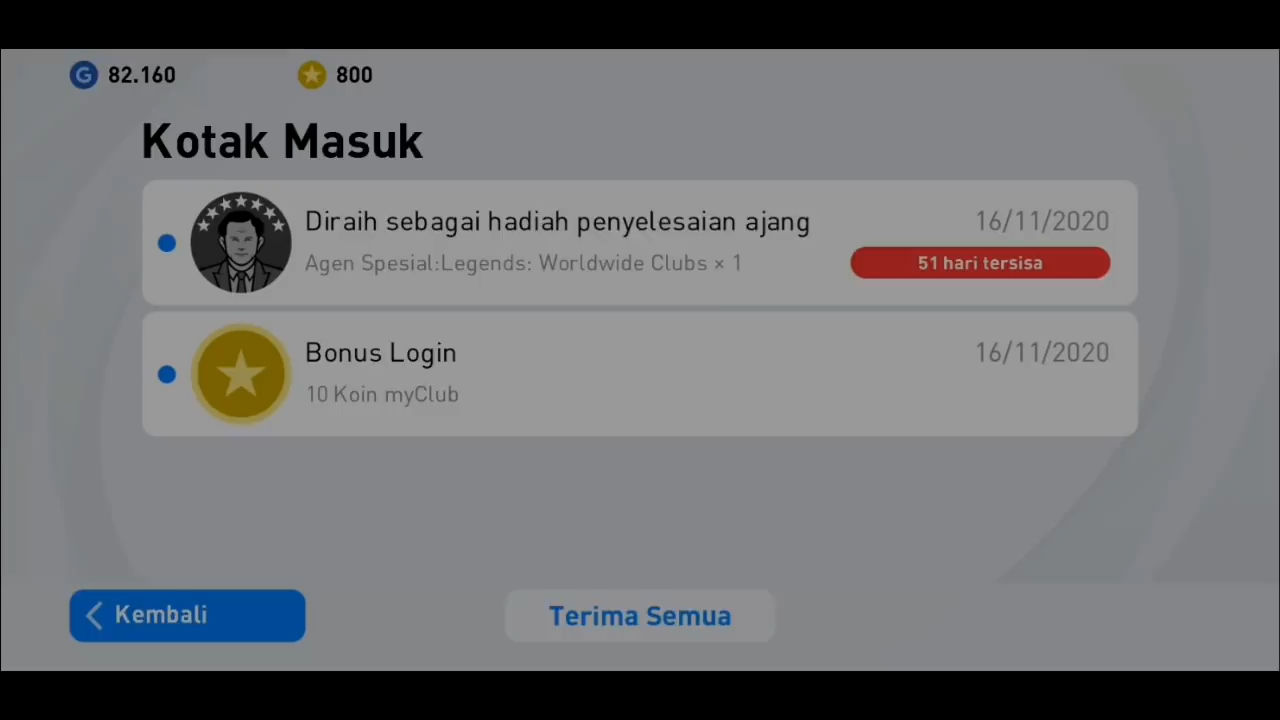 G 82.160 800
Kotak Masuk
Diraih sebagai hadiah penyelesaian ajang 16/11/2020
Agen Spesial:Legends: Worldwide Clubs × 1 51 hari tersisa
Bonus Login 16/11/2020
10 Koin myClub
Kembali Terima Semua